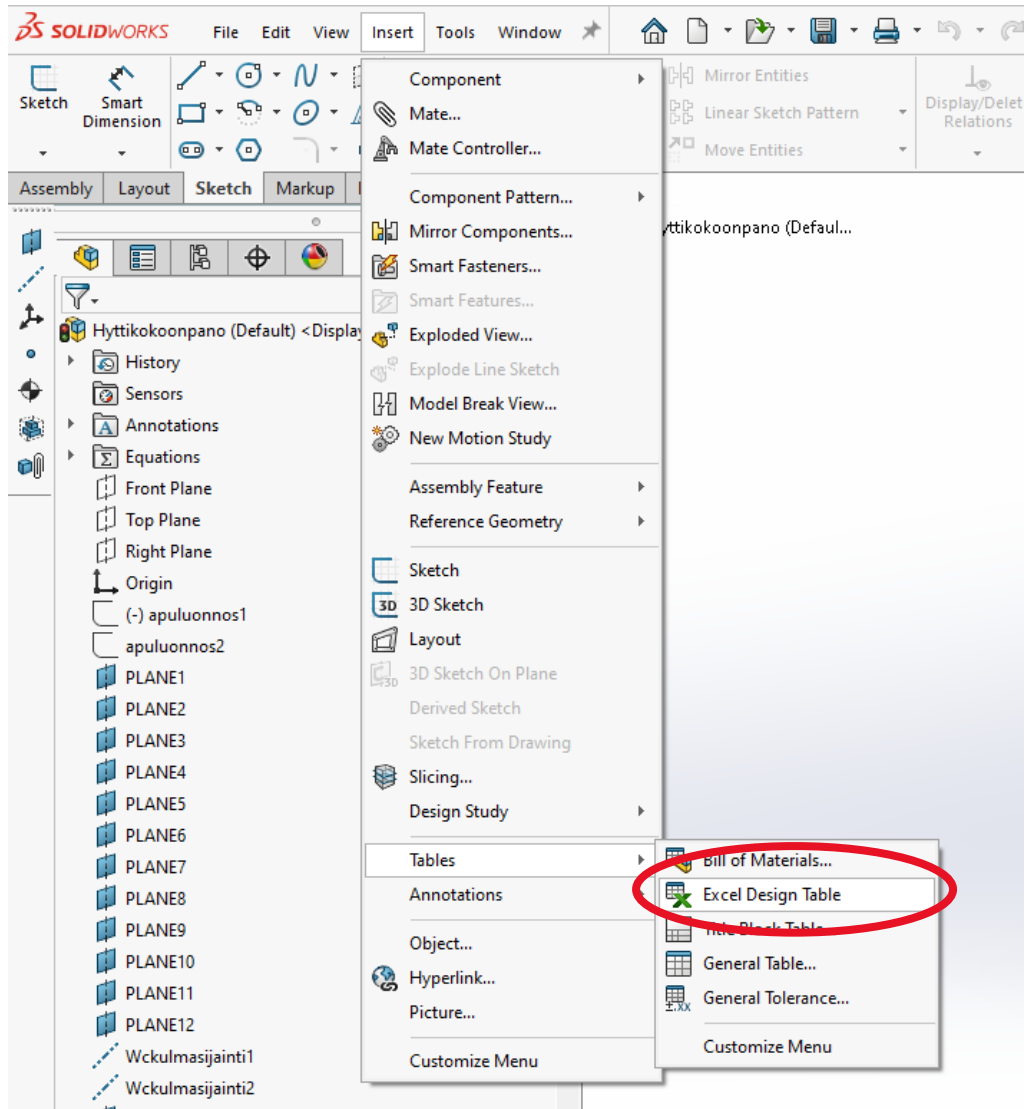 SOLIDWORKS File Edit View Insert Tools Window
Sketch
Smart Dimension
Mirror Entities
Linear Sketch Pattern
Move Entities
Display/Delet
Relations
Assembly Layout Sketch Markup
Hyttikokoonpano (Default) <Display
History
Sensors
Annotations
Equations
Front Plane
Top Plane
Right Plane
Origin
(-) apuluonnos1
apuluonnos2
PLANE1
PLANE2
PLANE3
PLANE4
PLANE5
PLANE6
PLANE7
PLANE8
PLANE9
PLANE10
PLANE11
PLANE12
Wckulmasijainti1
Wckulmasijainti2
Component
Mate...
Mate Controller...
Component Pattern...
Mirror Components...
Smart Fasteners...
Smart Features...
Exploded View...
Explode Line Sketch
Model Break View...
New Motion Study
Assembly Feature
Reference Geometry
Sketch
3D Sketch
Layout
3D Sketch On Plane
Derived Sketch
Sketch From Drawing
Slicing...
Design Study
Tables
Annotations
Object...
Hyperlink...
Picture...
Customize Menu
yttikokoonpano (Defaul...
Bill of Materials...
Excel Design Table
Title Block Table
General Table...
General Tolerance...
Customize Menu